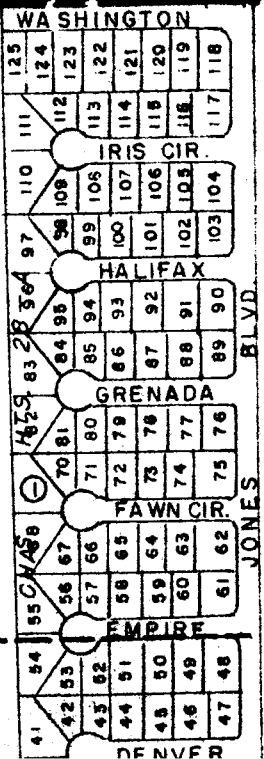 WASHINGTON
125 124 123 122 121 120 119 118
111 112 113 114 115 116 117
IRIS CIR.
110 109 108 107 106 105 104
97 98 99 100 101 102 103
HALIFAX
96 95 94 93 92 91 90
83 84 85 86 87 88 89
GRENADA
82 81 80 79 78 77 76
70 71 72 73 74 75
FAWN CIR.
68 67 66 65 64 63 62
55 56 57 58 59 60 61
EMPIRE
54 53 52 51 50 49 48
41 42 43 44 45 46 47
DENVER
JONES BLVD.
CHAS HTS